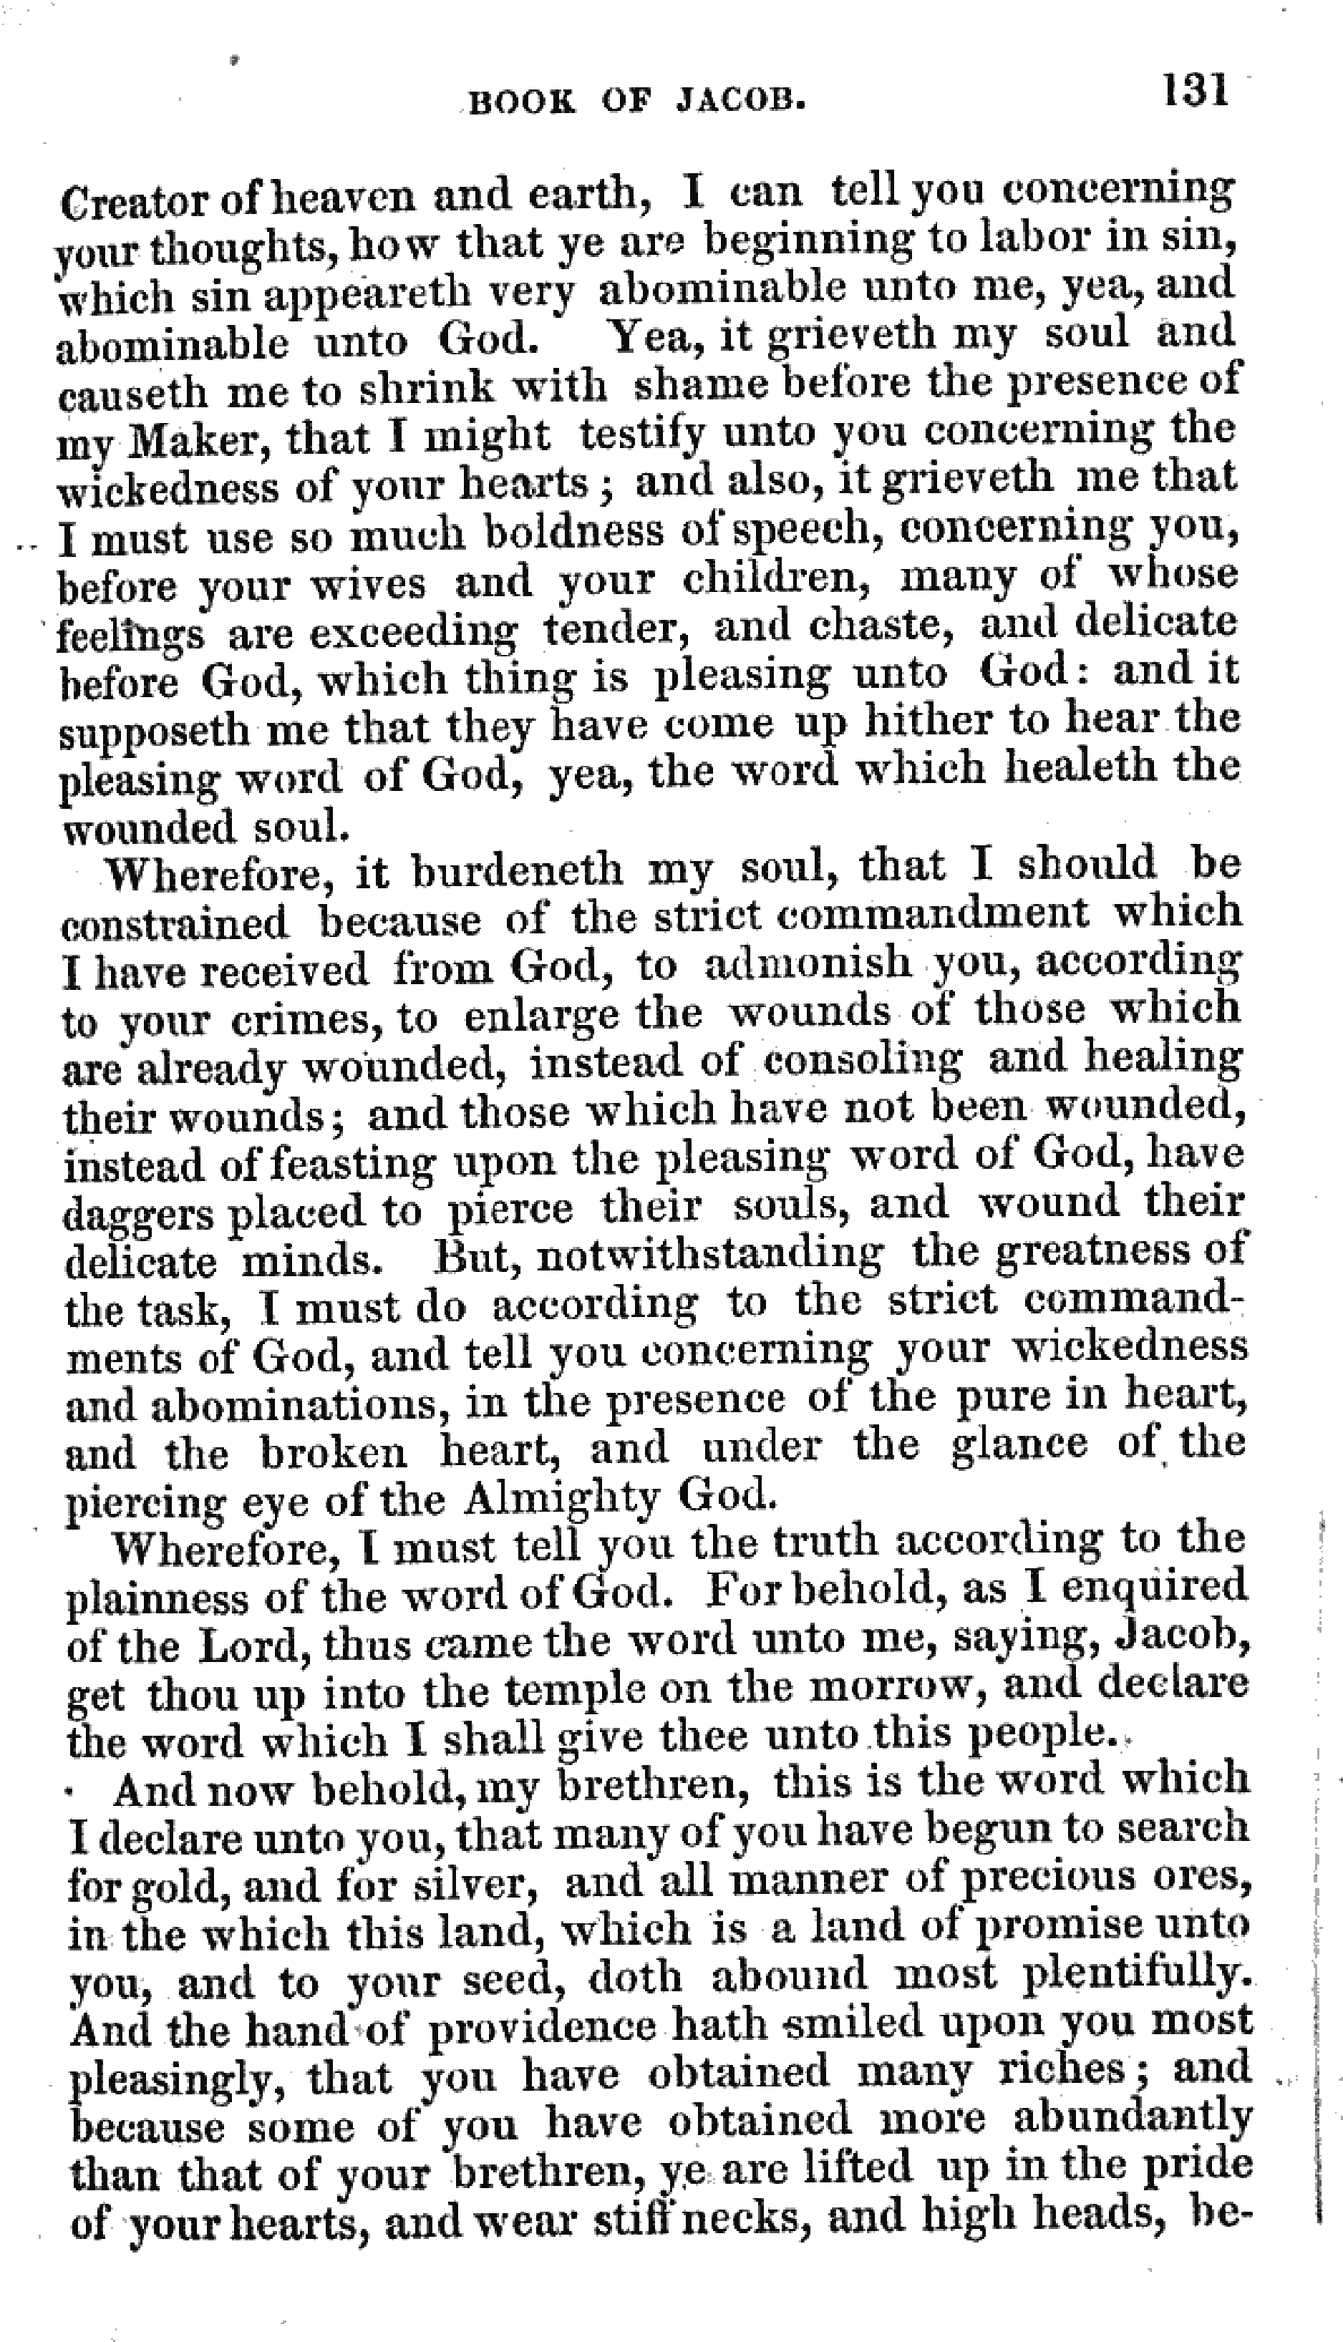 BOOK OF JACOB. 131
Creator of heaven and earth, I can tell you concerning
your thoughts, how that ye are beginning to labor in sin,
which sin appeareth very abominable unto me, yea, and
abominable unto God. Yea, it grieveth my soul and
causeth me to shrink with shame before the presence of
my Maker, that I might testify unto you concerning the
wickedness of your hearts; and also, it grieveth me that
I must use so much boldness of speech, concerning you,
before your wives and your children, many of whose
feelings are exceeding tender, and chaste, and delicate
before God, which thing is pleasing unto God: and it
supposeth me that they have come up hither to hear the
pleasing word of God, yea, the word which healeth the
wounded soul.
Wherefore, it burdeneth my soul, that I should be
constrained because of the strict commandment which
I have received from God, to admonish you, according
to your crimes, to enlarge the wounds of those which
are already wounded, instead of consoling and healing
their wounds; and those which have not been wounded,
instead of feasting upon the pleasing word of God, have
daggers placed to pierce their souls, and wound their
delicate minds. But, notwithstanding the greatness of
the task, I must do according to the strict command-
ments of God, and tell you concerning your wickedness
and abominations, in the presence of the pure in heart,
and the broken heart, and under the glance of the
piercing eye of the Almighty God.
Wherefore, I must tell you the truth according to the
plainness of the word of God. For behold, as I enquired
of the Lord, thus came the word unto me, saying, Jacob,
get thou up into the temple on the morrow, and declare
the word which I shall give thee unto this people.
And now behold, my brethren, this is the word which
I declare unto you, that many of you have begun to search
for gold, and for silver, and all manner of precious ores,
in the which this land, which is a land of promise unto
you, and to your seed, doth abound most plentifully.
And the hand of providence hath smiled upon you most
pleasingly, that you have obtained many riches; and
because some of you have obtained more abundantly
than that of your brethren, ye are lifted up in the pride
of your hearts, and wear stiff necks, and high heads, be-